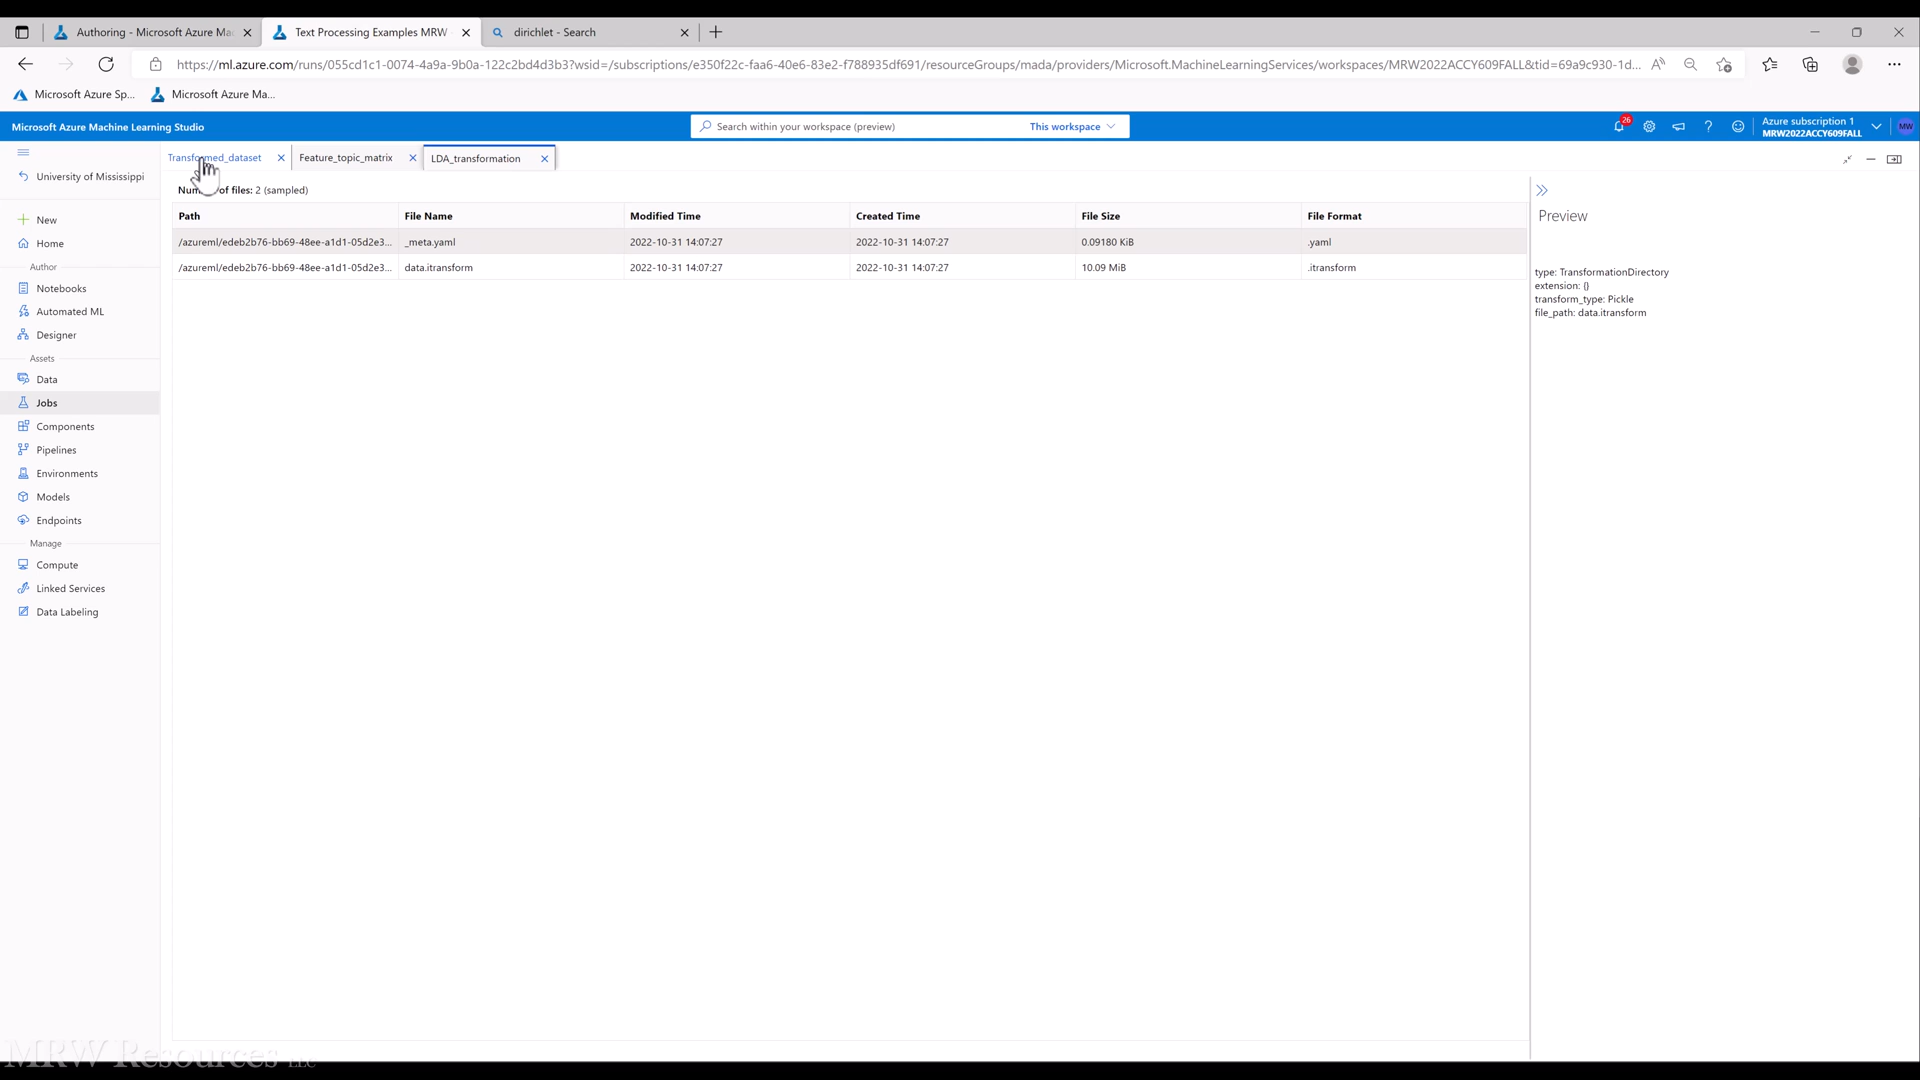 Authoring - Microsoft Azure Ma
Text Processing Examples MRW
dirichlet - Search
https://ml.azure.com/runs/055cd1c1-0074-4a9a-9b0a-122c2bd4d3b3?wsid=/subscriptions/e350f22c-faa6-40e6-83e2-f788935df691/resourceGroups/mada/providers/Microsoft.MachineLearningServices/workspaces/MRW2022ACCY609FALL&tid=69a9c930-1d...
Microsoft Azure Sp...
Microsoft Azure Ma...
Microsoft Azure Machine Learning Studio
Search within your workspace (preview)
This workspace
26
Azure subscription 1
MRW2022ACCY609FALL
MW
Transformed_dataset
Feature_topic_matrix
LDA_transformation
University of Mississippi
New
Home
Author
Notebooks
Automated ML
Designer
Assets
Data
Jobs
Components
Pipelines
Environments
Models
Endpoints
Manage
Compute
Linked Services
Data Labeling
of files: 2 (sampled)
Path File Name Modified Time Created Time File Size File Format
/azureml/edeb2b76-bb69-48ee-a1d1-05d2e3... _meta.yaml 2022-10-31 14:07:27 2022-10-31 14:07:27 0.09180 KiB .yaml
/azureml/edeb2b76-bb69-48ee-a1d1-05d2e3... data.itransform 2022-10-31 14:07:27 2022-10-31 14:07:27 10.09 MiB .itransform
Preview
type: TransformationDirectory
extension: {}
transform_type: Pickle
file_path: data.itransform
MRW Resources LLC